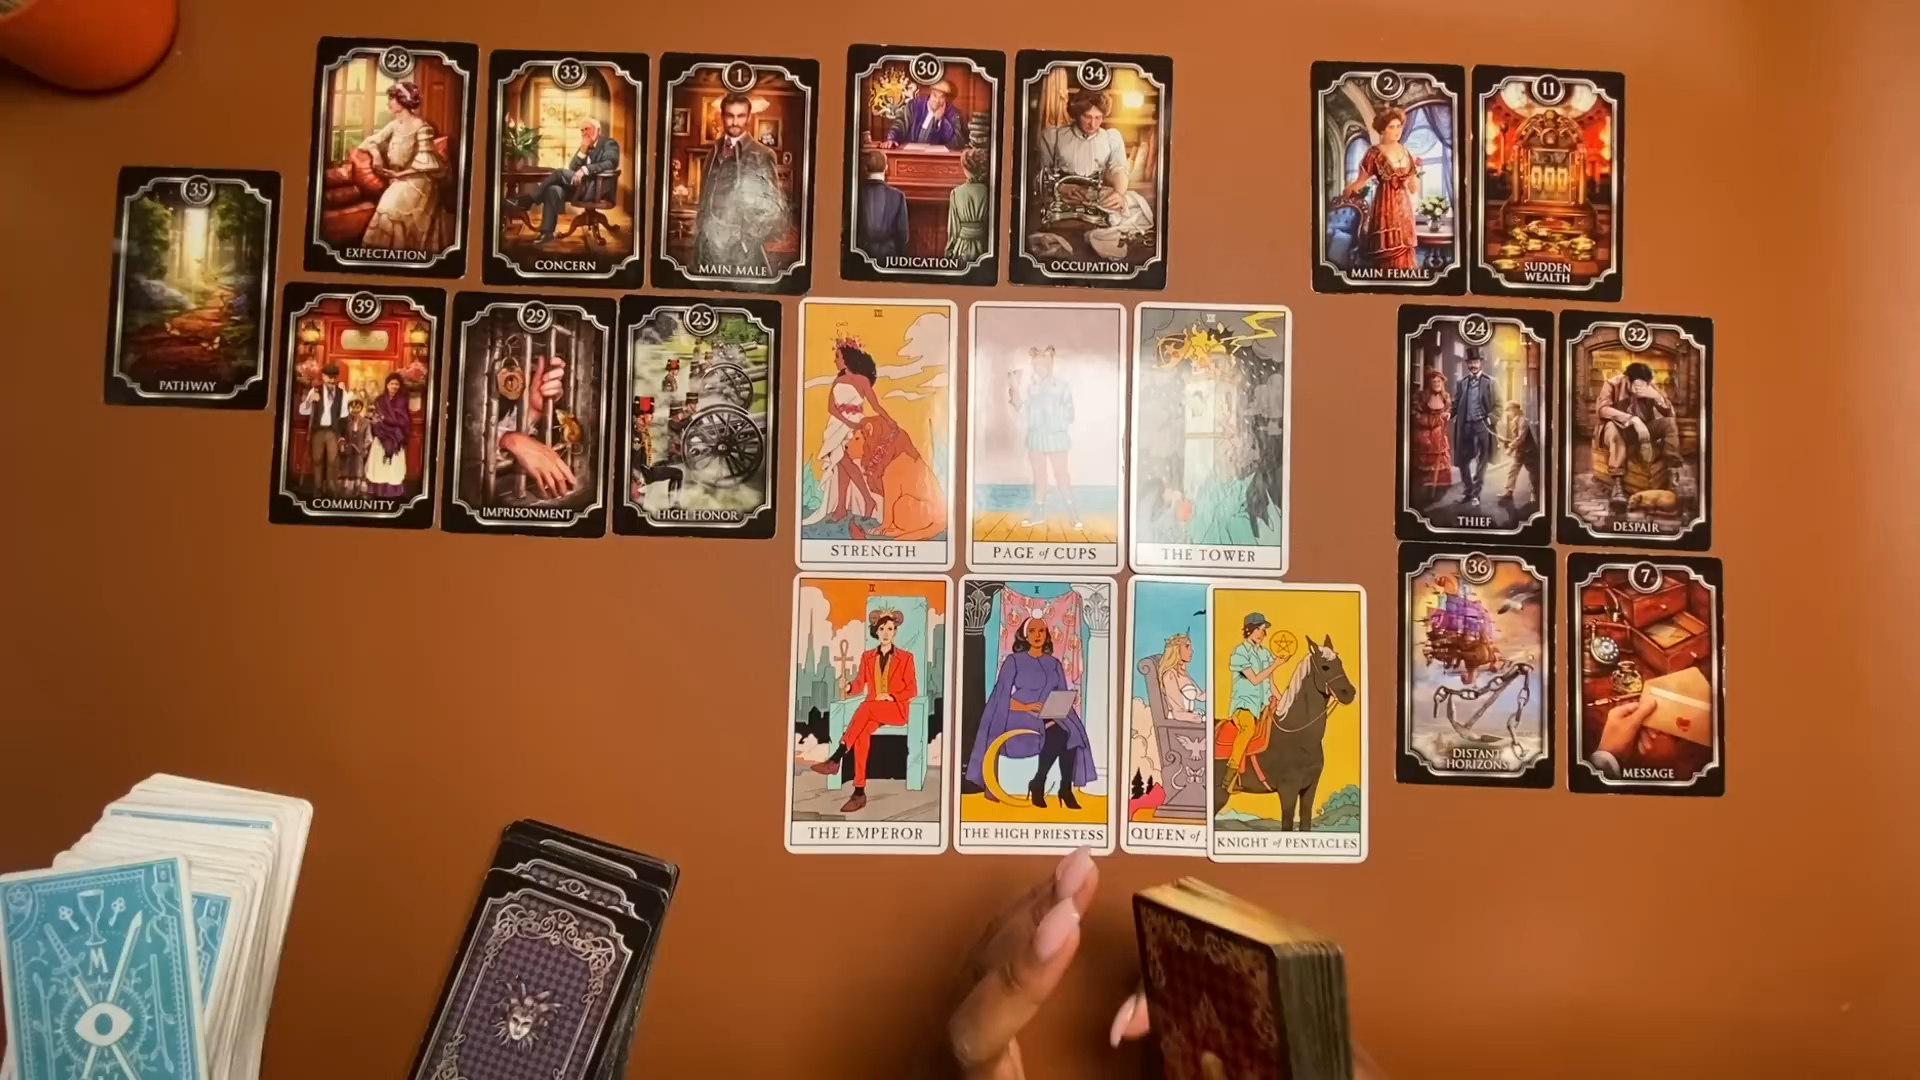 28
EXPECTATION
33
CONCERN
1
MAIN MALE
30
JUDICATION
34
OCCUPATION
2
MAIN FEMALE
11
SUDDEN
WEALTH
35
PATHWAY
39
COMMUNITY
29
IMPRISONMENT
25
HIGH HONOR
STRENGTH
PAGE of CUPS
THE TOWER
24
THIEF
32
DESPAIR
THE EMPEROR
THE HIGH PRIESTESS
QUEEN of
KNIGHT of PENTACLES
36
DISTANT
HORIZONS
7
MESSAGE
M